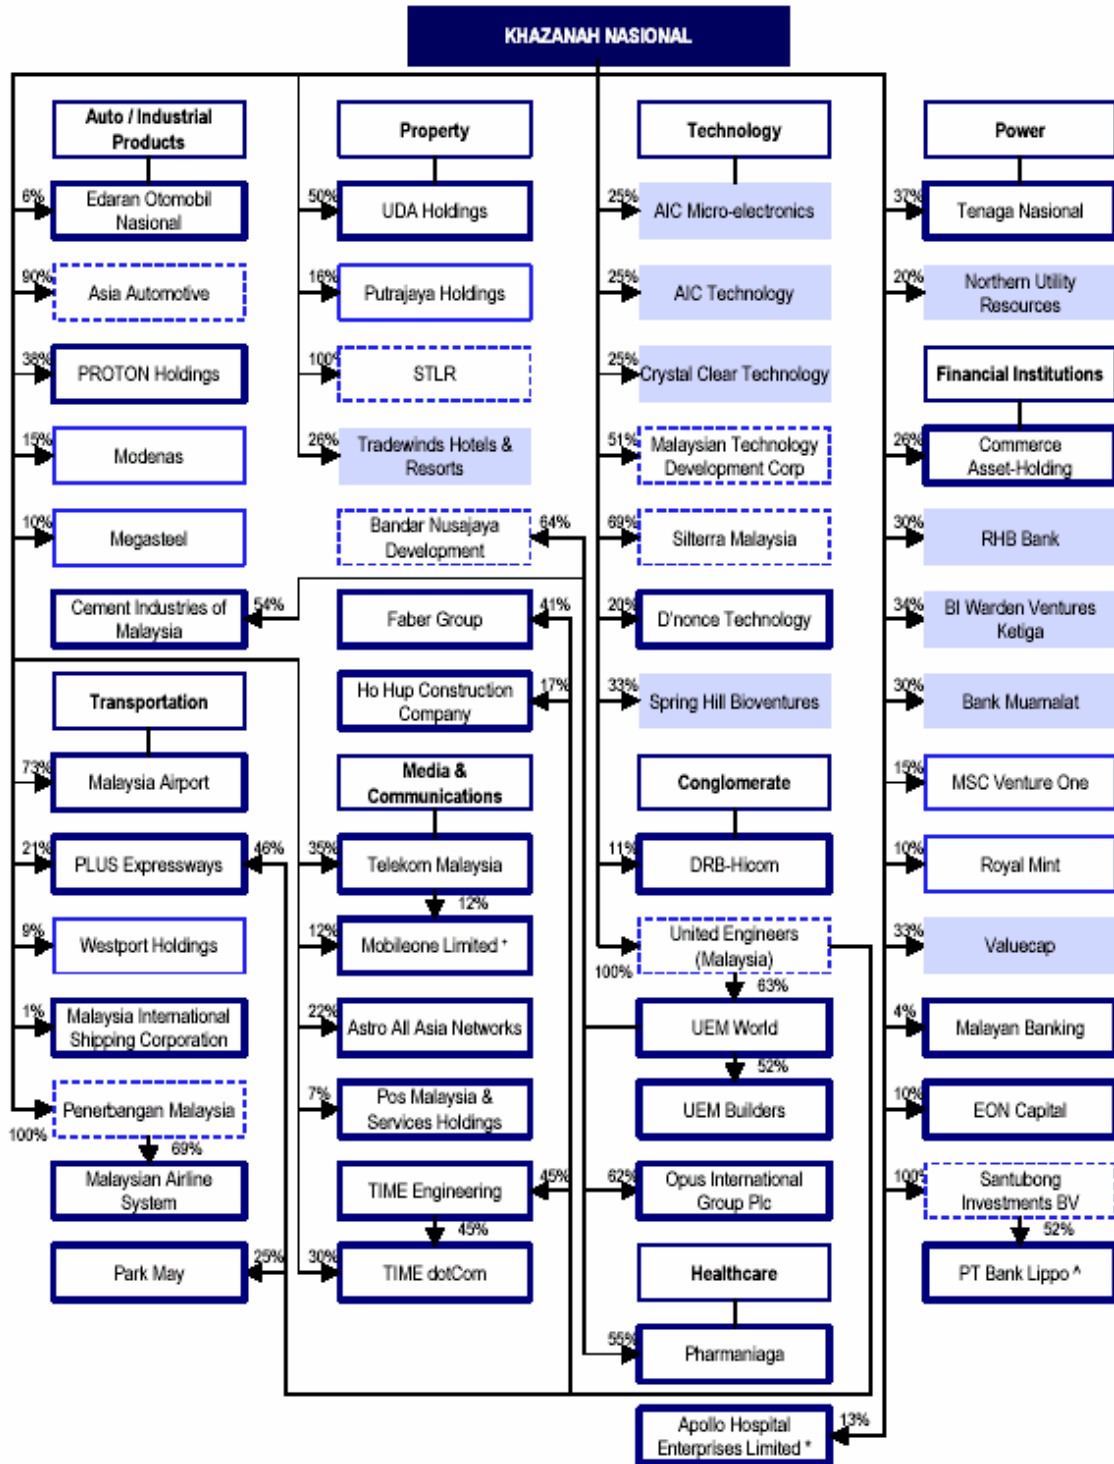 KHAZANAH NASIONAL
Auto / Industrial
Products
6%
Edaran Otomobil
Nasional
90%
Asia Automotive
38%
PROTON Holdings
15%
Modenas
10%
Megasteel
Cement Industries of
Malaysia
54%
Transportation
73%
Malaysia Airport
21%
PLUS Expressways
46%
9%
Westport Holdings
1%
Malaysia International
Shipping Corporation
Penerbangan Malaysia
100%
69%
Malaysian Airline
System
Park May
25%
Property
50%
UDA Holdings
16%
Putrajaya Holdings
100%
STLR
26%
Tradewinds Hotels &
Resorts
Bandar Nusajaya
Development
64%
Faber Group
41%
Ho Hup Construction
Company
17%
Media &
Communications
35%
Telekom Malaysia
12%
12%
Mobileone Limited +
22%
Astro All Asia Networks
7%
Pos Malaysia &
Services Holdings
TIME Engineering
45%
45%
30%
TIME dotCom
Technology
25%
AIC Micro-electronics
25%
AIC Technology
25%
Crystal Clear Technology
51%
Malaysian Technology
Development Corp
69%
Silterra Malaysia
20%
D'nonce Technology
33%
Spring Hill Bioventures
Conglomerate
11%
DRB-Hicom
United Engineers
(Malaysia)
100%
63%
UEM World
52%
UEM Builders
62%
Opus International
Group Plc
Healthcare
55%
Pharmaniaga
Apollo Hospital
Enterprises Limited *
13%
Power
37%
Tenaga Nasional
20%
Northern Utility
Resources
Financial Institutions
26%
Commerce
Asset-Holding
30%
RHB Bank
34%
BI Warden Ventures
Ketiga
30%
Bank Muamalat
15%
MSC Venture One
10%
Royal Mint
33%
Valuecap
4%
Malayan Banking
10%
EON Capital
100%
Santubong
Investments BV
52%
PT Bank Lippo ^